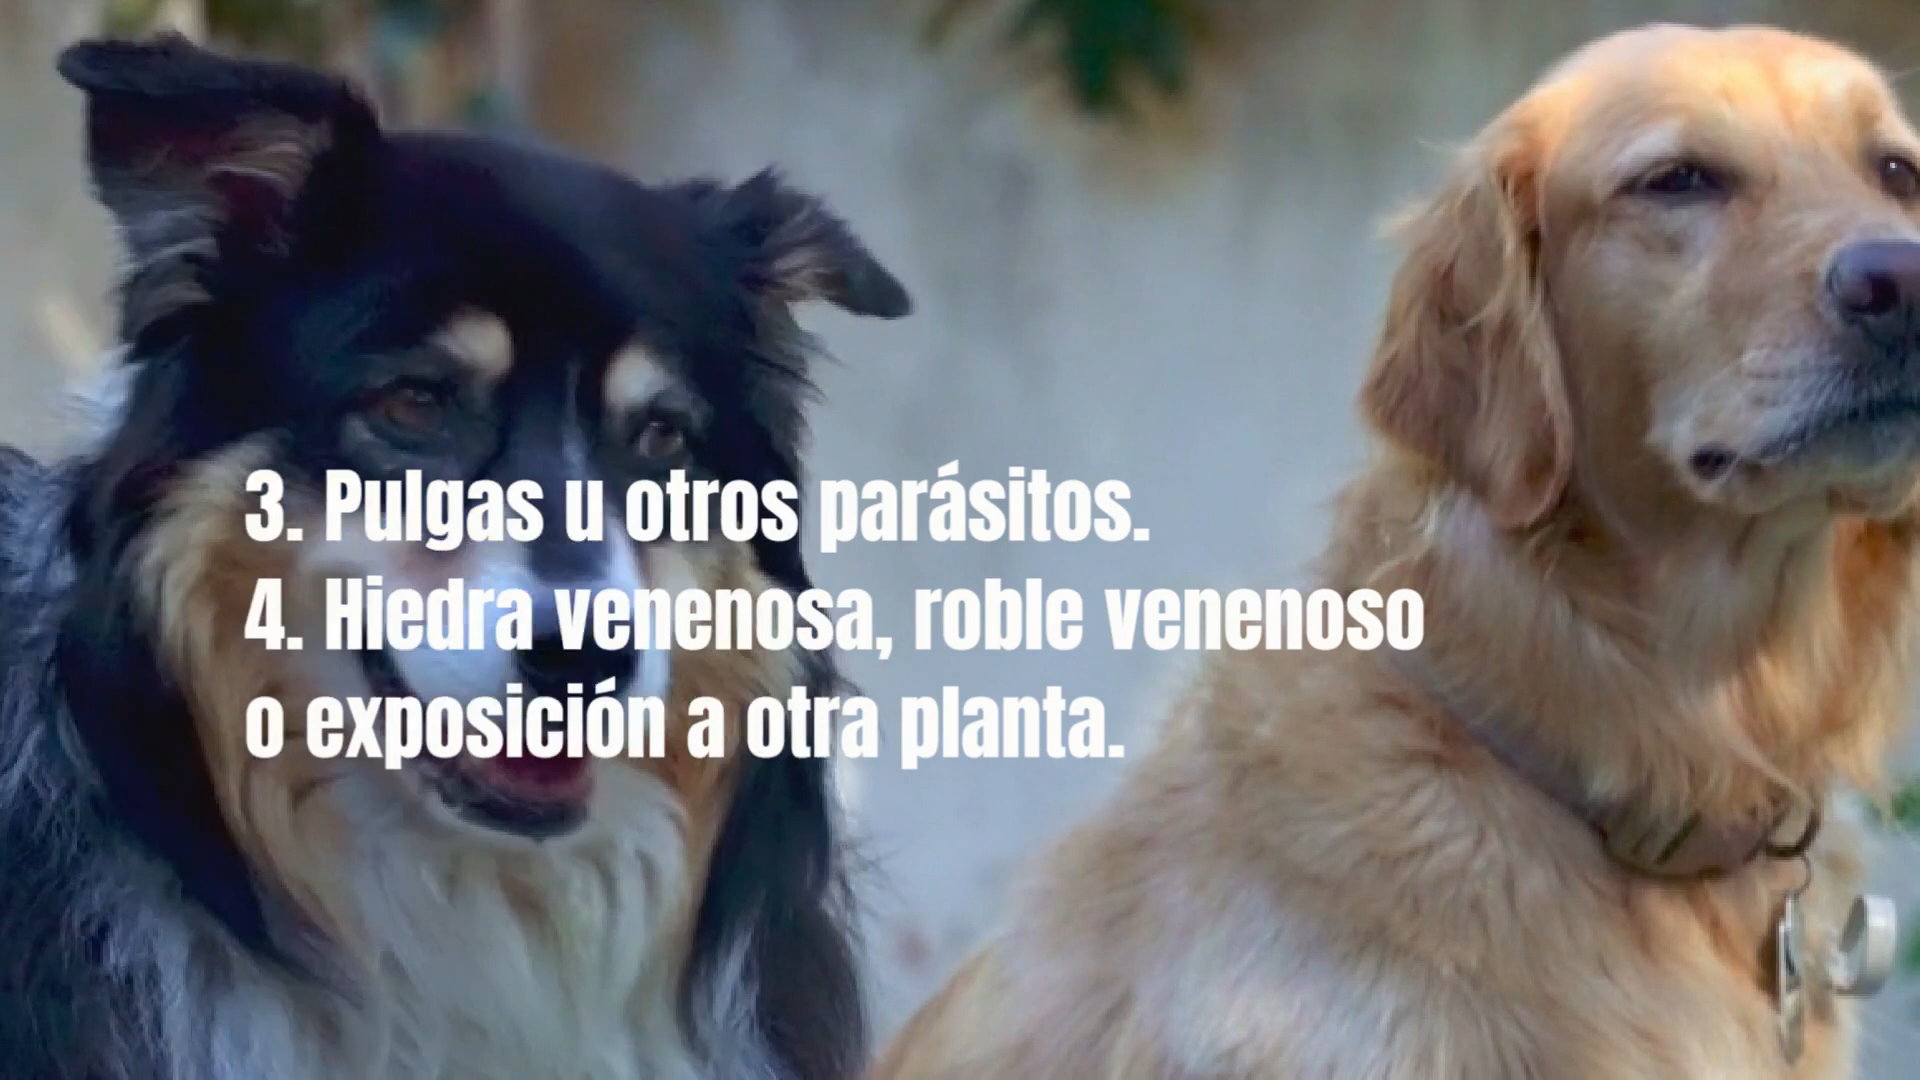 3. Pulgas u otros parásitos.
4. Hiedra venenosa, roble venenoso
o exposición a otra planta.